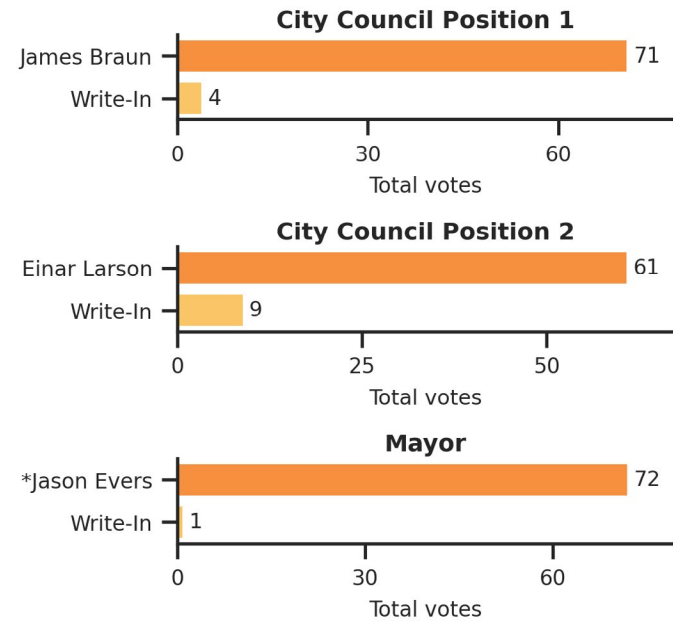 City Council Position 1
James Braun 71
Write-In 4
0 30 60
Total votes
City Council Position 2
Einar Larson 61
Write-In 9
0 25 50
Total votes
Mayor
*Jason Evers 72
Write-In 1
0 30 60
Total votes